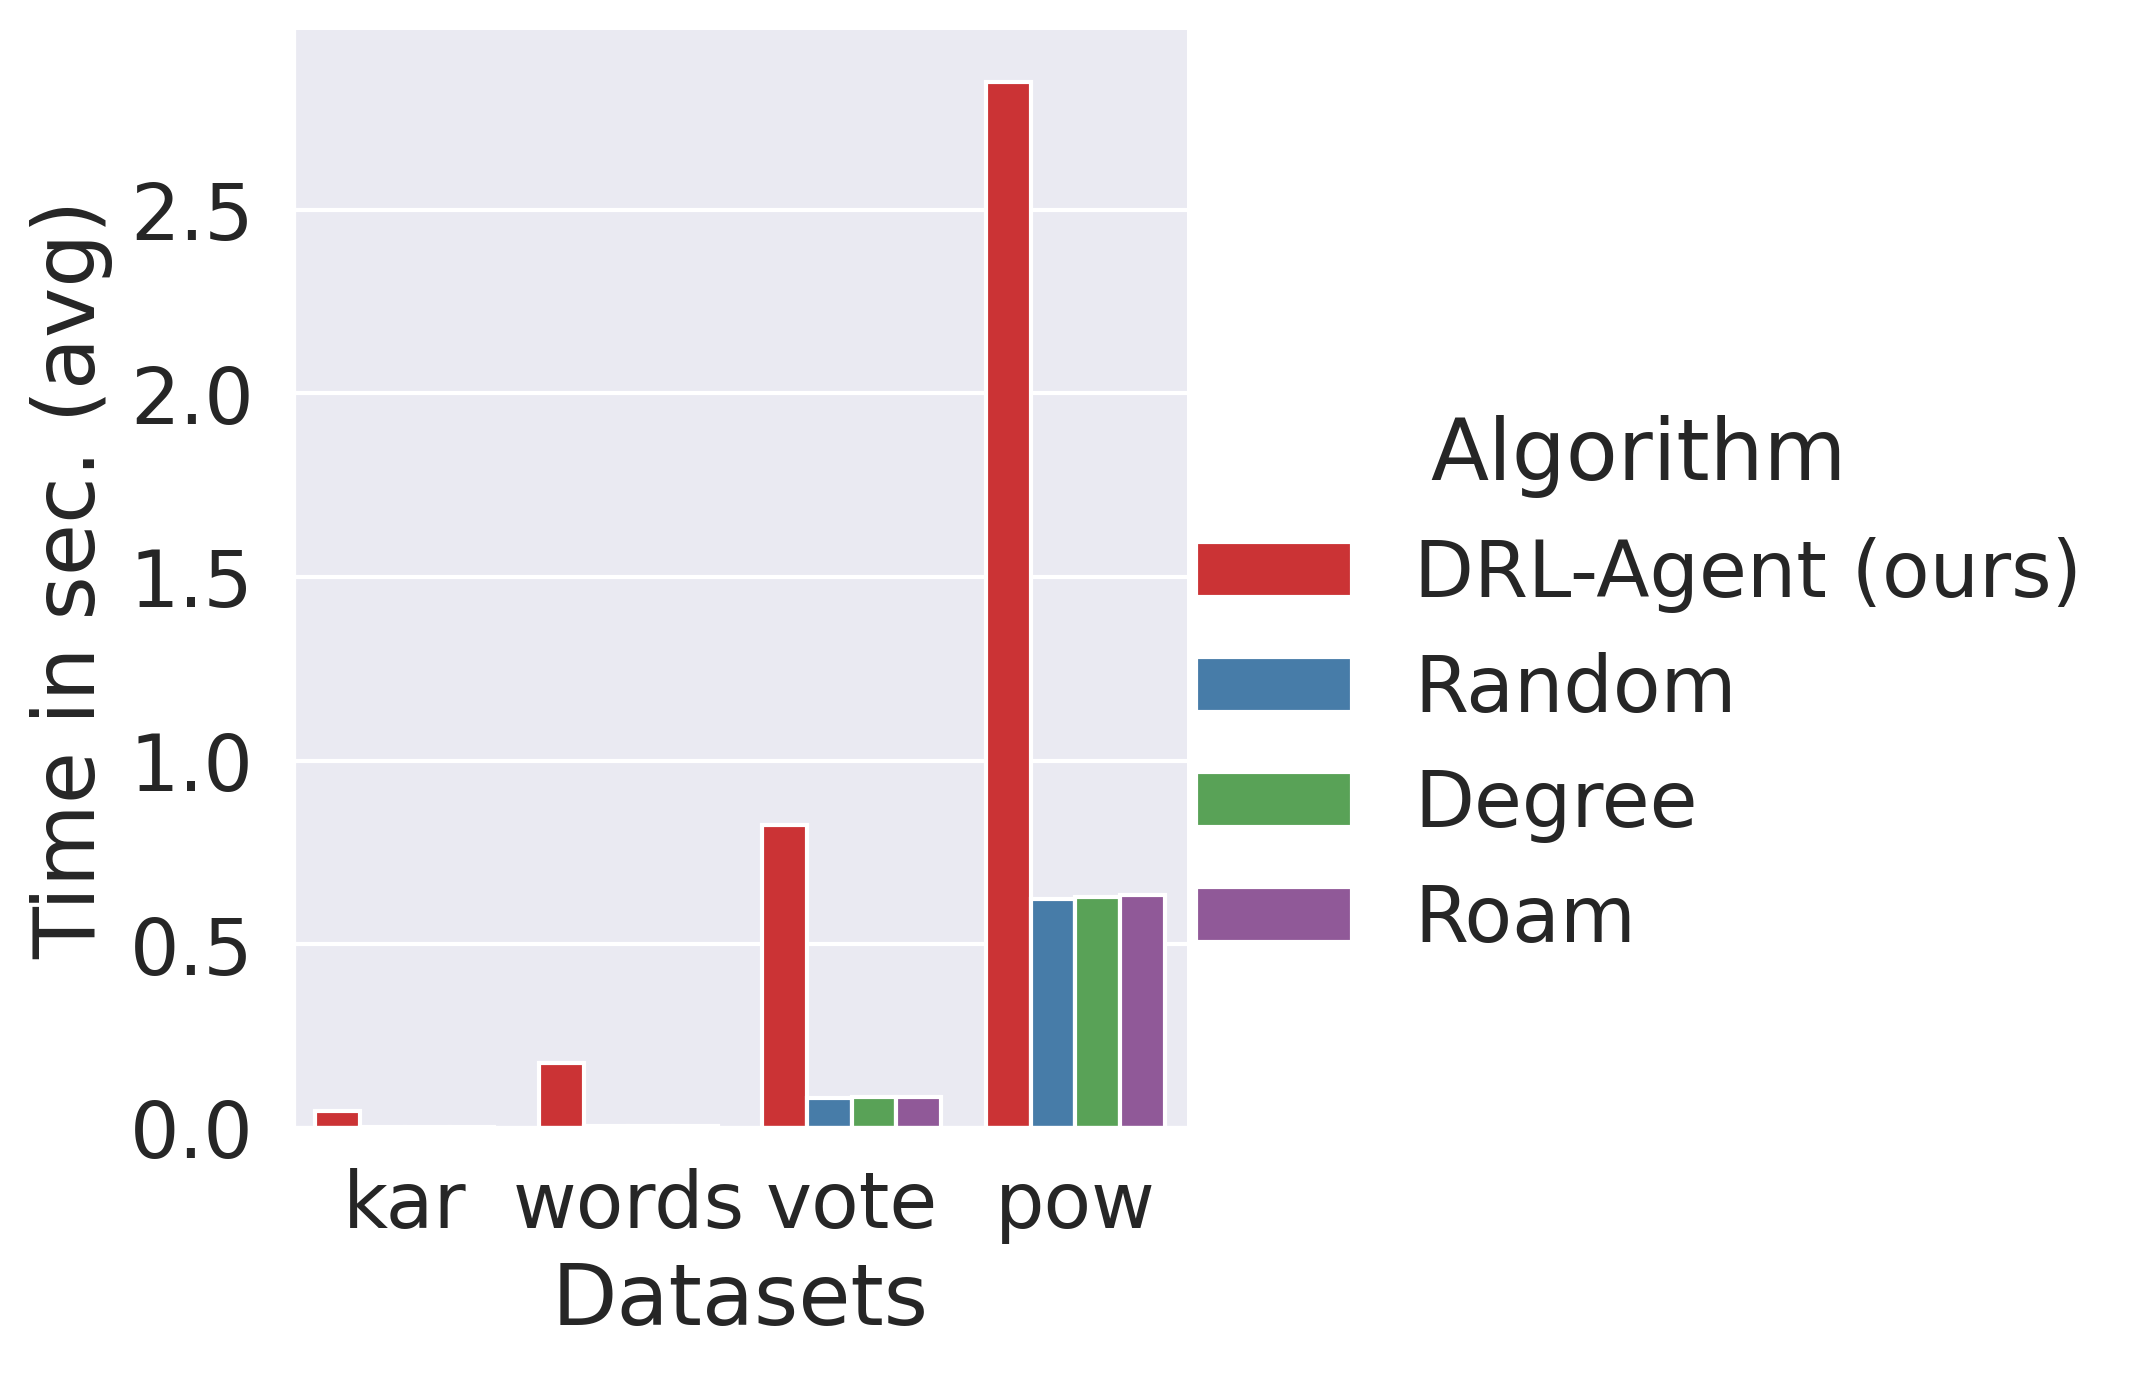 Time in sec. (avg)
2.5
2.0
1.5
1.0
0.5
0.0
kar words vote pow
Datasets
Algorithm
DRL-Agent (ours)
Random
Degree
Roam